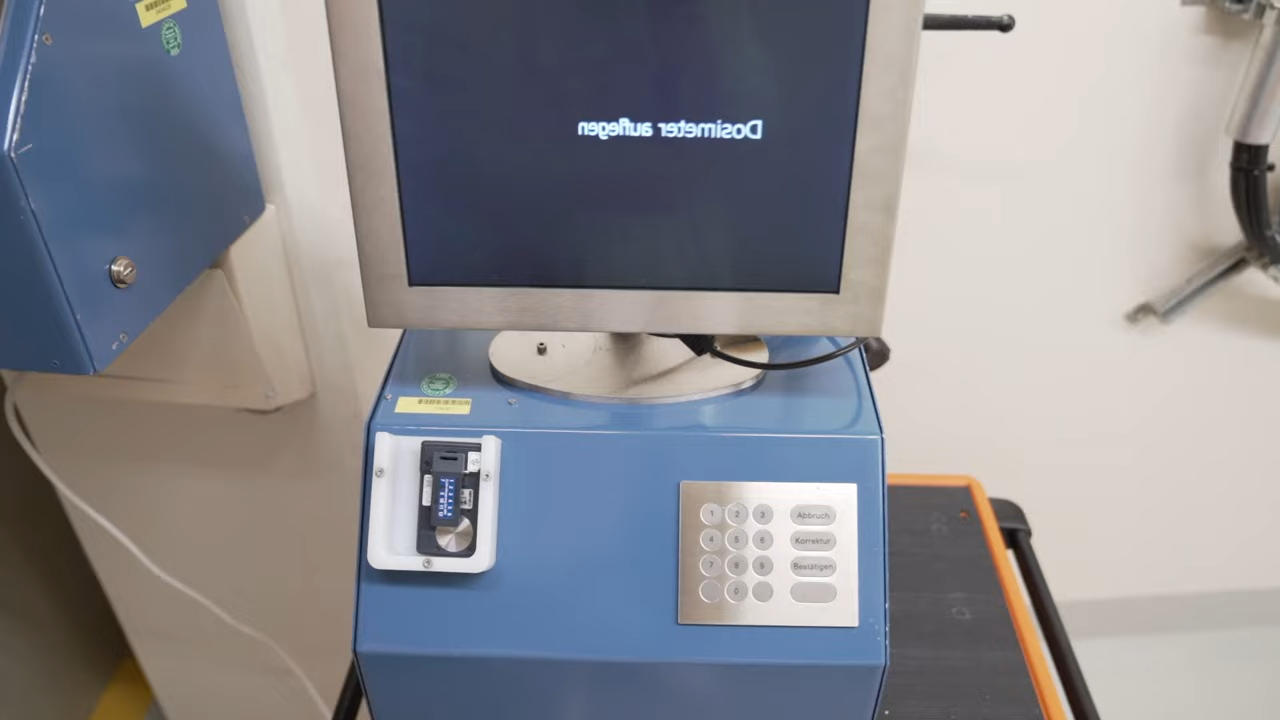 Dosimeter auflegen
1 2 3 Abbruch
4 5 6 Korrektur
7 8 9 Bestätigen
0